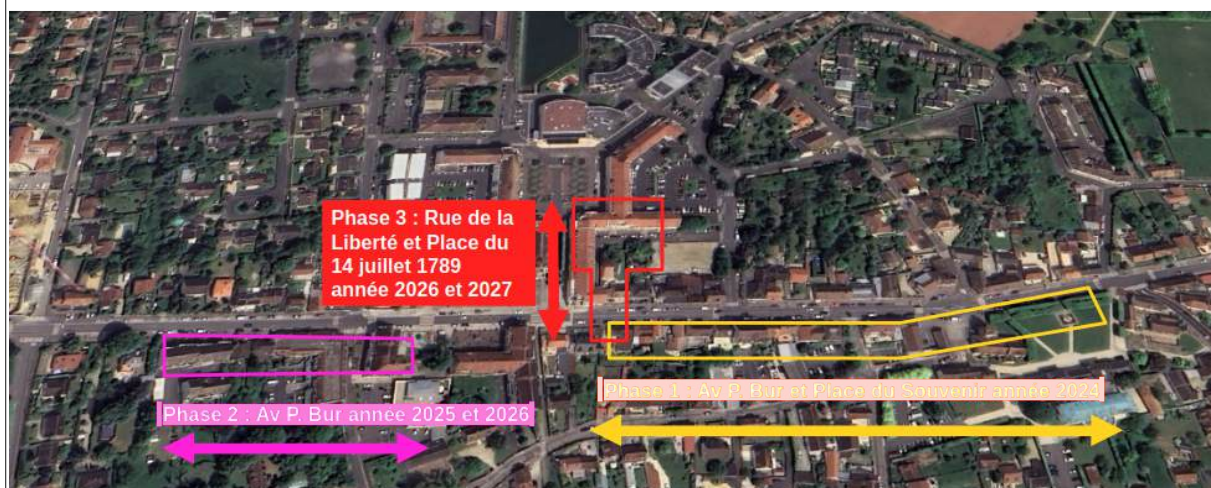 Phase 3 : Rue de la
Liberté et Place du
14 juillet 1789
année 2026 et 2027
Phase 1 : Av P. Bur et Place du Souvenir année 2024
Phase 2 : Av P. Bur année 2025 et 2026